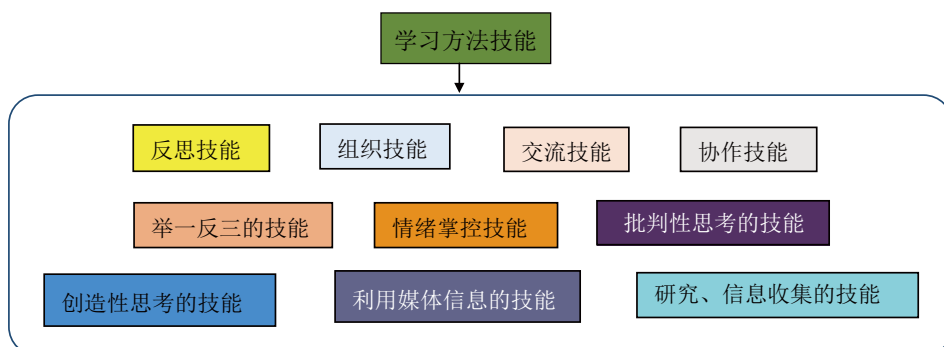 学习方法技能
反思技能
组织技能
交流技能
协作技能
举一反三的技能
情绪掌控技能
批判性思考的技能
创造性思考的技能
利用媒体信息的技能
研究、信息收集的技能